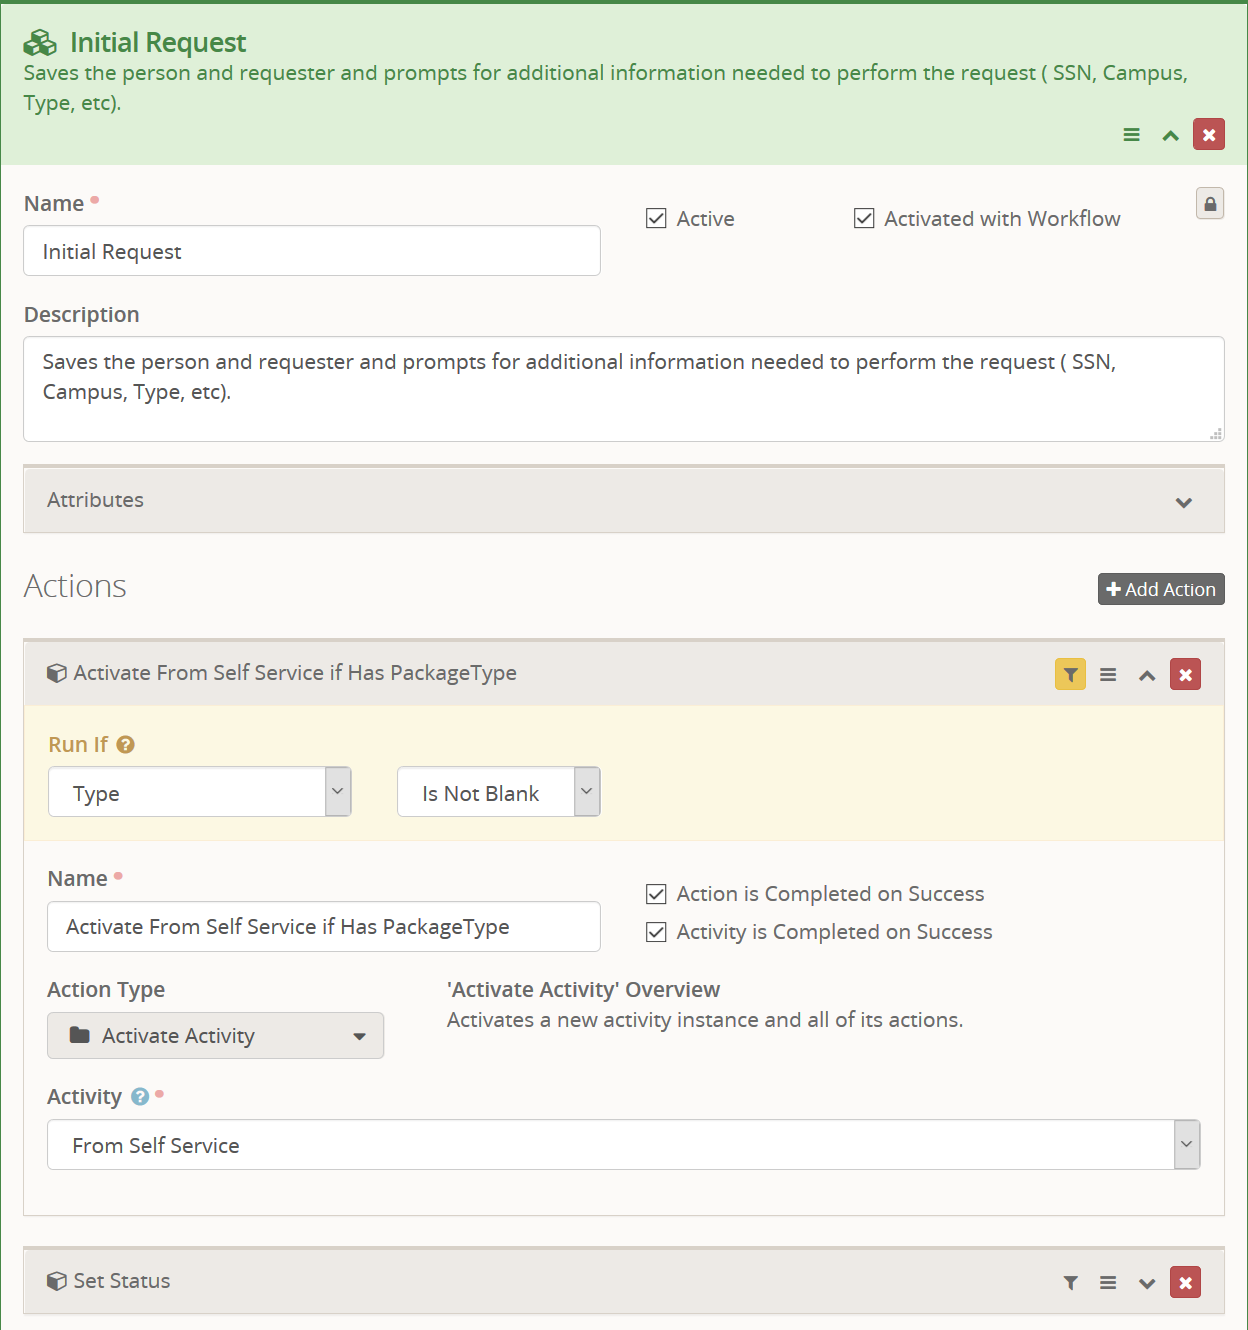 Initial Request
Saves the person and requester and prompts for additional information needed to perform the request ( SSN, Campus,
Type, etc).
Name
Active
Activated with Workflow
Initial Request
Description
Saves the person and requester and prompts for additional information needed to perform the request ( SSN,
Campus, Type, etc).
Attributes
Actions
Add Action
Activate From Self Service if Has PackageType
Run If
Type
Is Not Blank
Name
Action is Completed on Success
Activate From Self Service if Has PackageType
Activity is Completed on Success
Action Type
'Activate Activity' Overview
Activates a new activity instance and all of its actions.
Activate Activity
Activity
From Self Service
Set Status